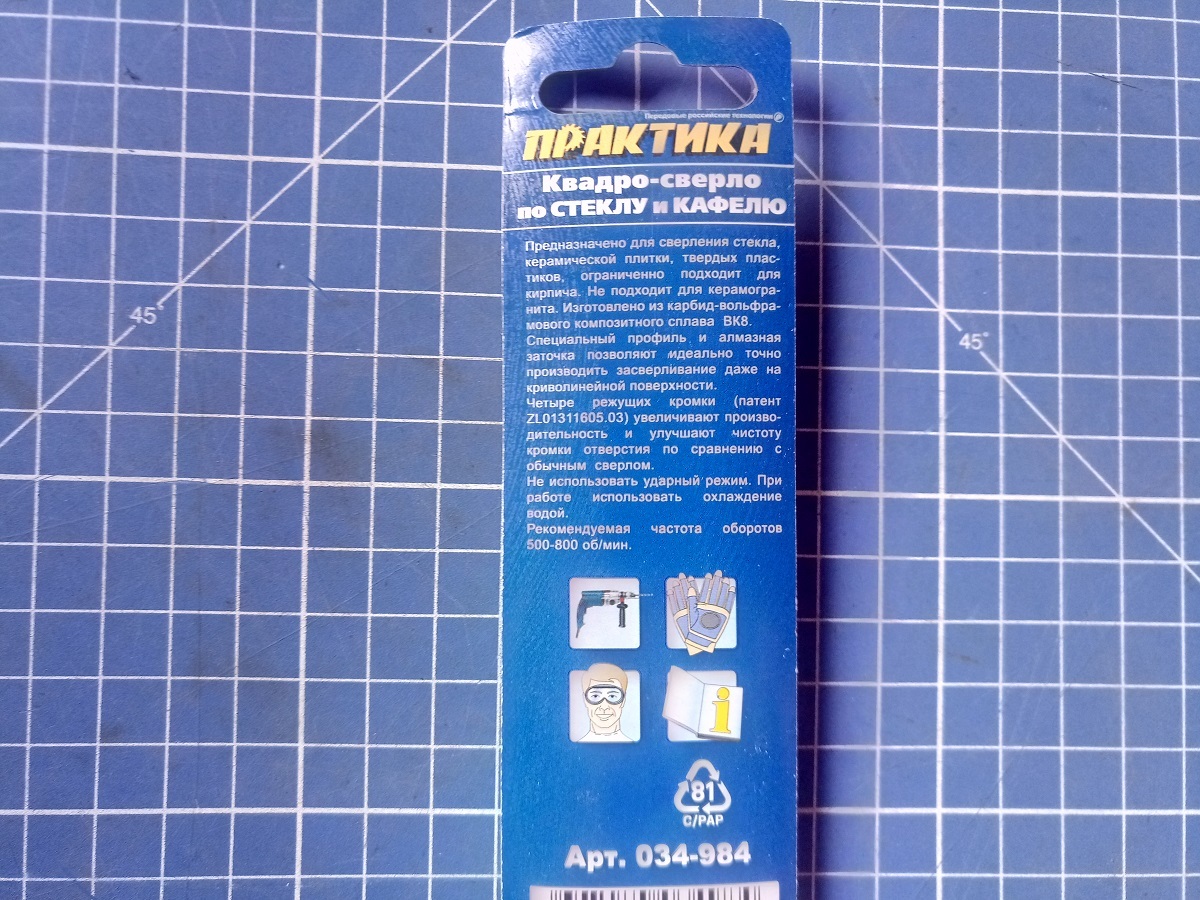 Передовые российские технологии
ПРАКТИКА
Квадро-сверло
по СТЕКЛУ и КАФЕЛЮ
Предназначено для сверления стекла,
керамической плитки, твердых плас-
тиков, ограниченно подходит для
кирпича. Не подходит для керамогра-
нита. Изготовлено из карбид-вольфра-
мового композитного сплава ВК8.
Специальный профиль и алмазная
заточка позволяют идеально точно
производить засверливание даже на
криволинейной поверхности.
Четыре режущих кромки (патент
ZL01311605.03) увеличивают произво-
дительность и улучшают чистоту
кромки отверстия по сравнению с
обычным сверлом.
Не использовать ударный режим. При
работе использовать охлаждение
водой.
Рекомендуемая частота оборотов
500-800 об/мин.
i
81
C/PAP
Арт. 034-984
45°
45°